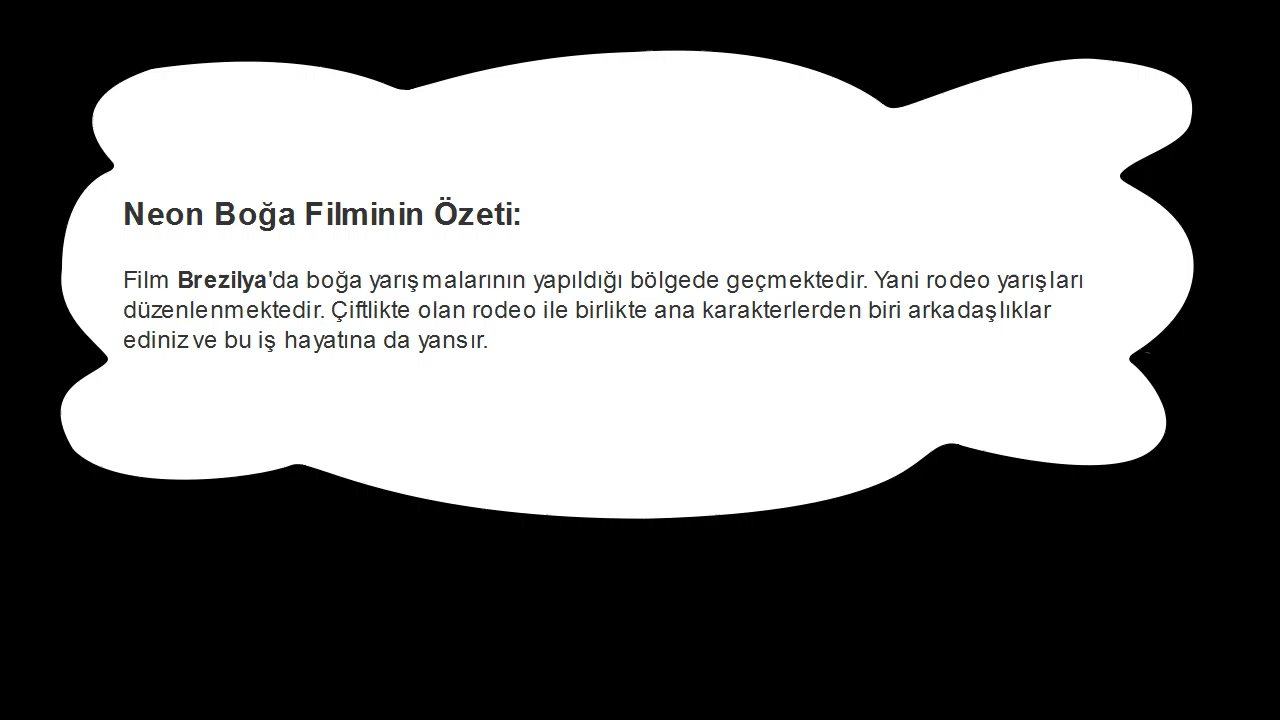 Neon Boğa Filminin Özeti:
Film Brezilya'da boğa yarışmalarının yapıldığı bölgede geçmektedir. Yani rodeo yarışları
düzenlenmektedir. Çiftlikte olan rodeo ile birlikte ana karakterlerden biri arkadaşlıklar
ediniz ve bu iş hayatına da yansır.